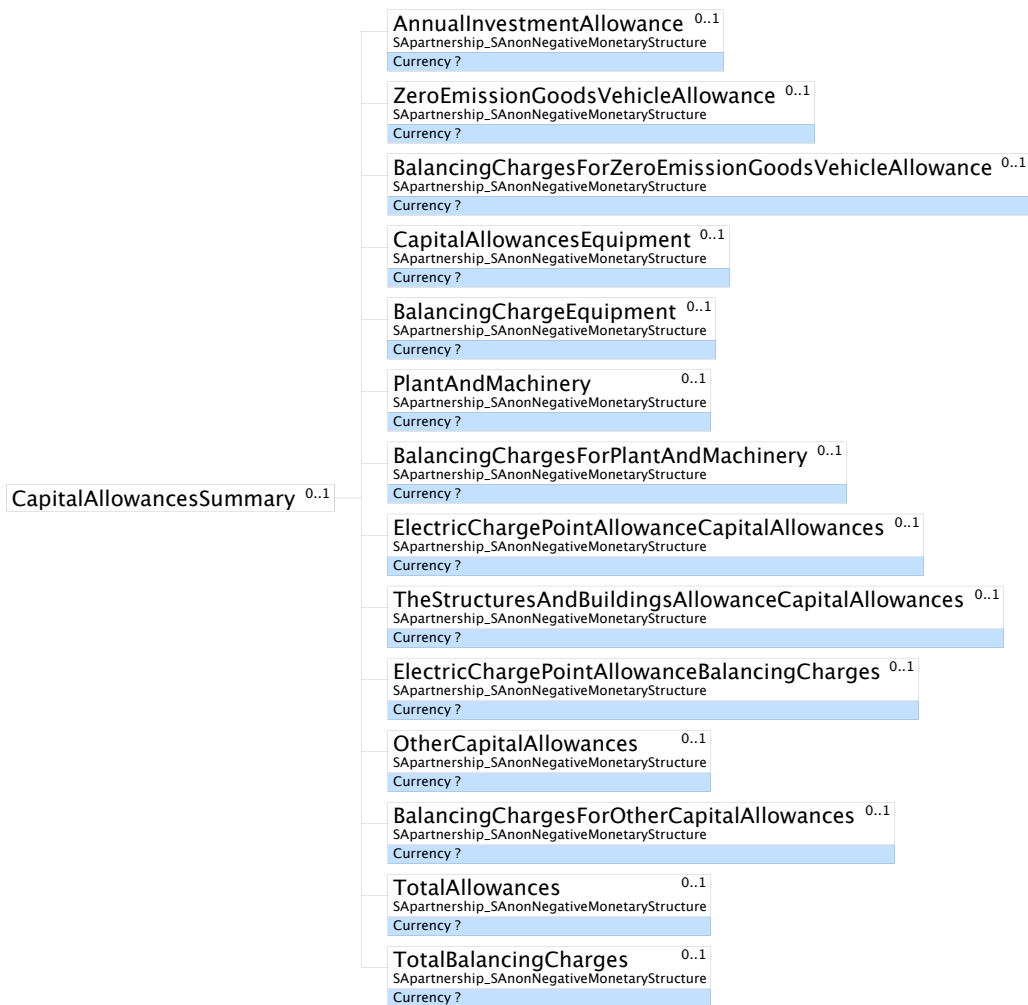 AnnualInvestmentAllowance 0..1
SApartnership_SAnonNegativeMonetaryStructure
Currency ?
ZeroEmissionGoodsVehicleAllowance 0..1
SApartnership_SAnonNegativeMonetaryStructure
Currency ?
BalancingChargesForZeroEmissionGoodsVehicleAllowance 0..1
SApartnership_SAnonNegativeMonetaryStructure
Currency ?
CapitalAllowancesEquipment 0..1
SApartnership_SAnonNegativeMonetaryStructure
Currency ?
BalancingChargeEquipment 0..1
SApartnership_SAnonNegativeMonetaryStructure
Currency ?
PlantAndMachinery 0..1
SApartnership_SAnonNegativeMonetaryStructure
Currency ?
BalancingChargesForPlantAndMachinery 0..1
SApartnership_SAnonNegativeMonetaryStructure
Currency ?
CapitalAllowancesSummary 0..1
ElectricChargePointAllowanceCapitalAllowances 0..1
SApartnership_SAnonNegativeMonetaryStructure
Currency ?
TheStructuresAndBuildingsAllowanceCapitalAllowances 0..1
SApartnership_SAnonNegativeMonetaryStructure
Currency ?
ElectricChargePointAllowanceBalancingCharges 0..1
SApartnership_SAnonNegativeMonetaryStructure
Currency ?
OtherCapitalAllowances 0..1
SApartnership_SAnonNegativeMonetaryStructure
Currency ?
BalancingChargesForOtherCapitalAllowances 0..1
SApartnership_SAnonNegativeMonetaryStructure
Currency ?
TotalAllowances 0..1
SApartnership_SAnonNegativeMonetaryStructure
Currency ?
TotalBalancingCharges 0..1
SApartnership_SAnonNegativeMonetaryStructure
Currency ?